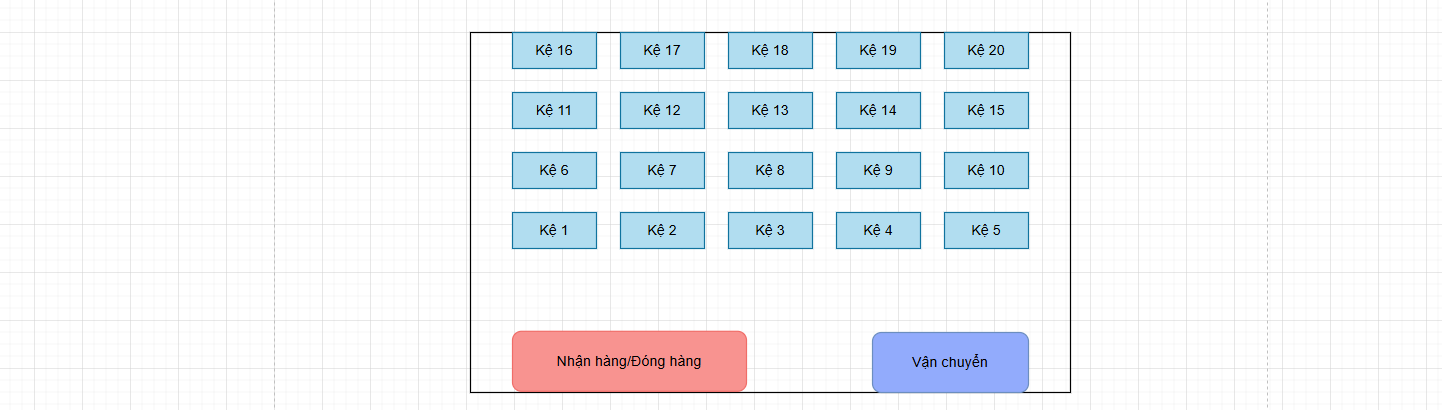 Kệ 16
Kệ 17
Kệ 18
Kệ 19
Kệ 20
Kệ 11
Kệ 12
Kệ 13
Kệ 14
Kệ 15
Kệ 6
Kệ 7
Kệ 8
Kệ 9
Kệ 10
Kệ 1
Kệ 2
Kệ 3
Kệ 4
Kệ 5
Nhận hàng/Đóng hàng
Vận chuyển